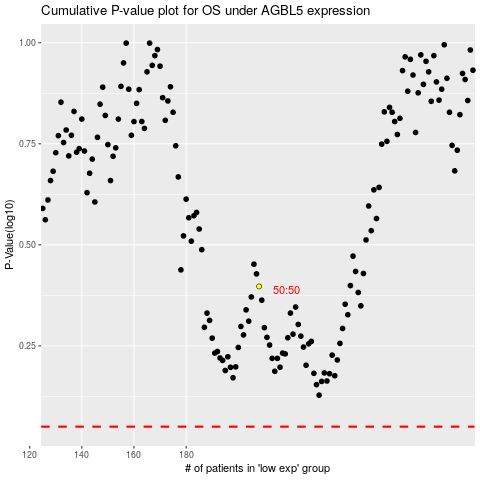 Cumulative P-value plot for OS under AGBL5 expression
P-Value(log10)
1.00
0.75
0.50
0.25
50:50
120 140 160 180
# of patients in 'low exp' group